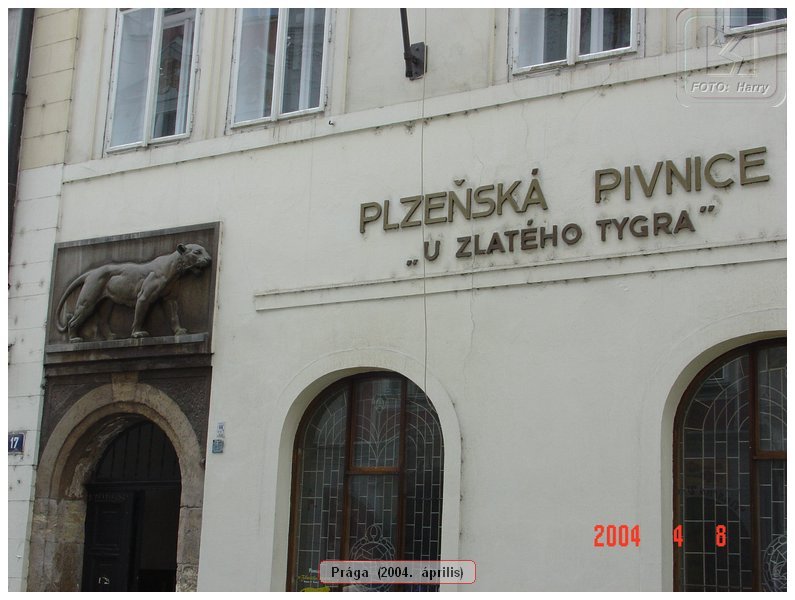 FOTO: Harry
PLZEŇSKÁ PIVNICE
„U ZLATÉHO TYGRA”
17
2004 4 8
Prága (2004. április)